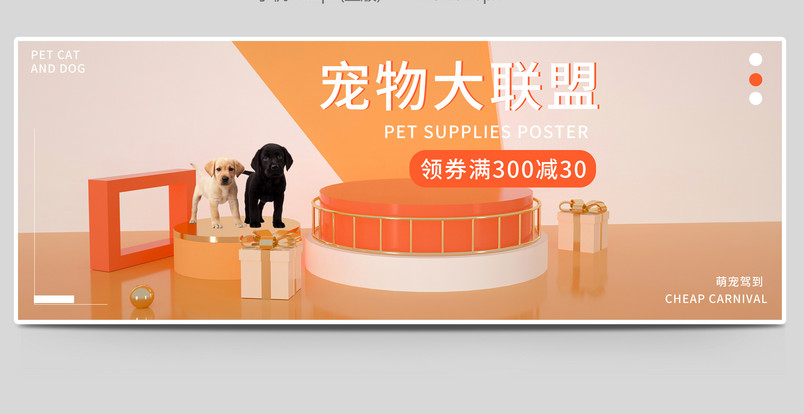 PET CAT
AND DOG
宠物大联盟
PET SUPPLIES POSTER
领券满300减30
萌宠驾到
CHEAP CARNIVAL